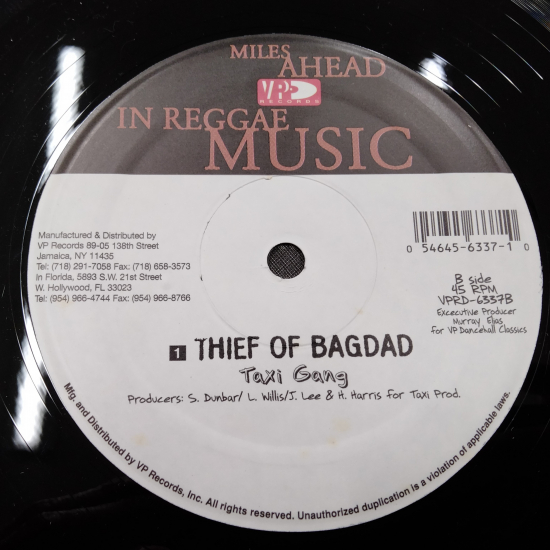 MILES
AHEAD
VP
RECORDS
IN REGGAE
MUSIC
Manufactured & Distributed by
VP Records 89-05 138th Street
Jamaica, NY 11435
Tel: (718) 291-7058 Fax: (718) 658-3573
In Florida, 5893 S.W. 21st Street
W. Hollywood, FL 33023
Tel: (954) 966-4744 Fax: (954) 966-8766
0 54645-6337-1 0
B side
45 RPM
VPRD-6337B
Excecutive Producer
Murray Elias
for VP Dancehall Classics
1 THIEF OF BAGDAD
Taxi Gang
Producers: S. Dunbar/ L. Willis/J. Lee & H. Harris for Taxi Prod.
Mfg. and Distributed by VP Records, Inc. All rights reserved. Unauthorized duplication is a violation of applicable laws.